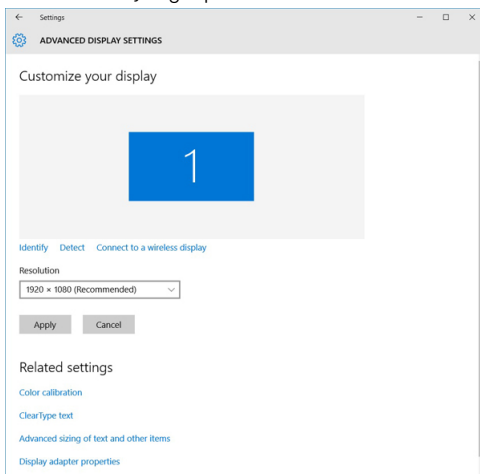 Settings
ADVANCED DISPLAY SETTINGS
Customize your display
1
Identify Detect Connect to a wireless display
Resolution
1920 × 1080 (Recommended)
Apply Cancel
Related settings
Color calibration
ClearType text
Advanced sizing of text and other items
Display adapter properties